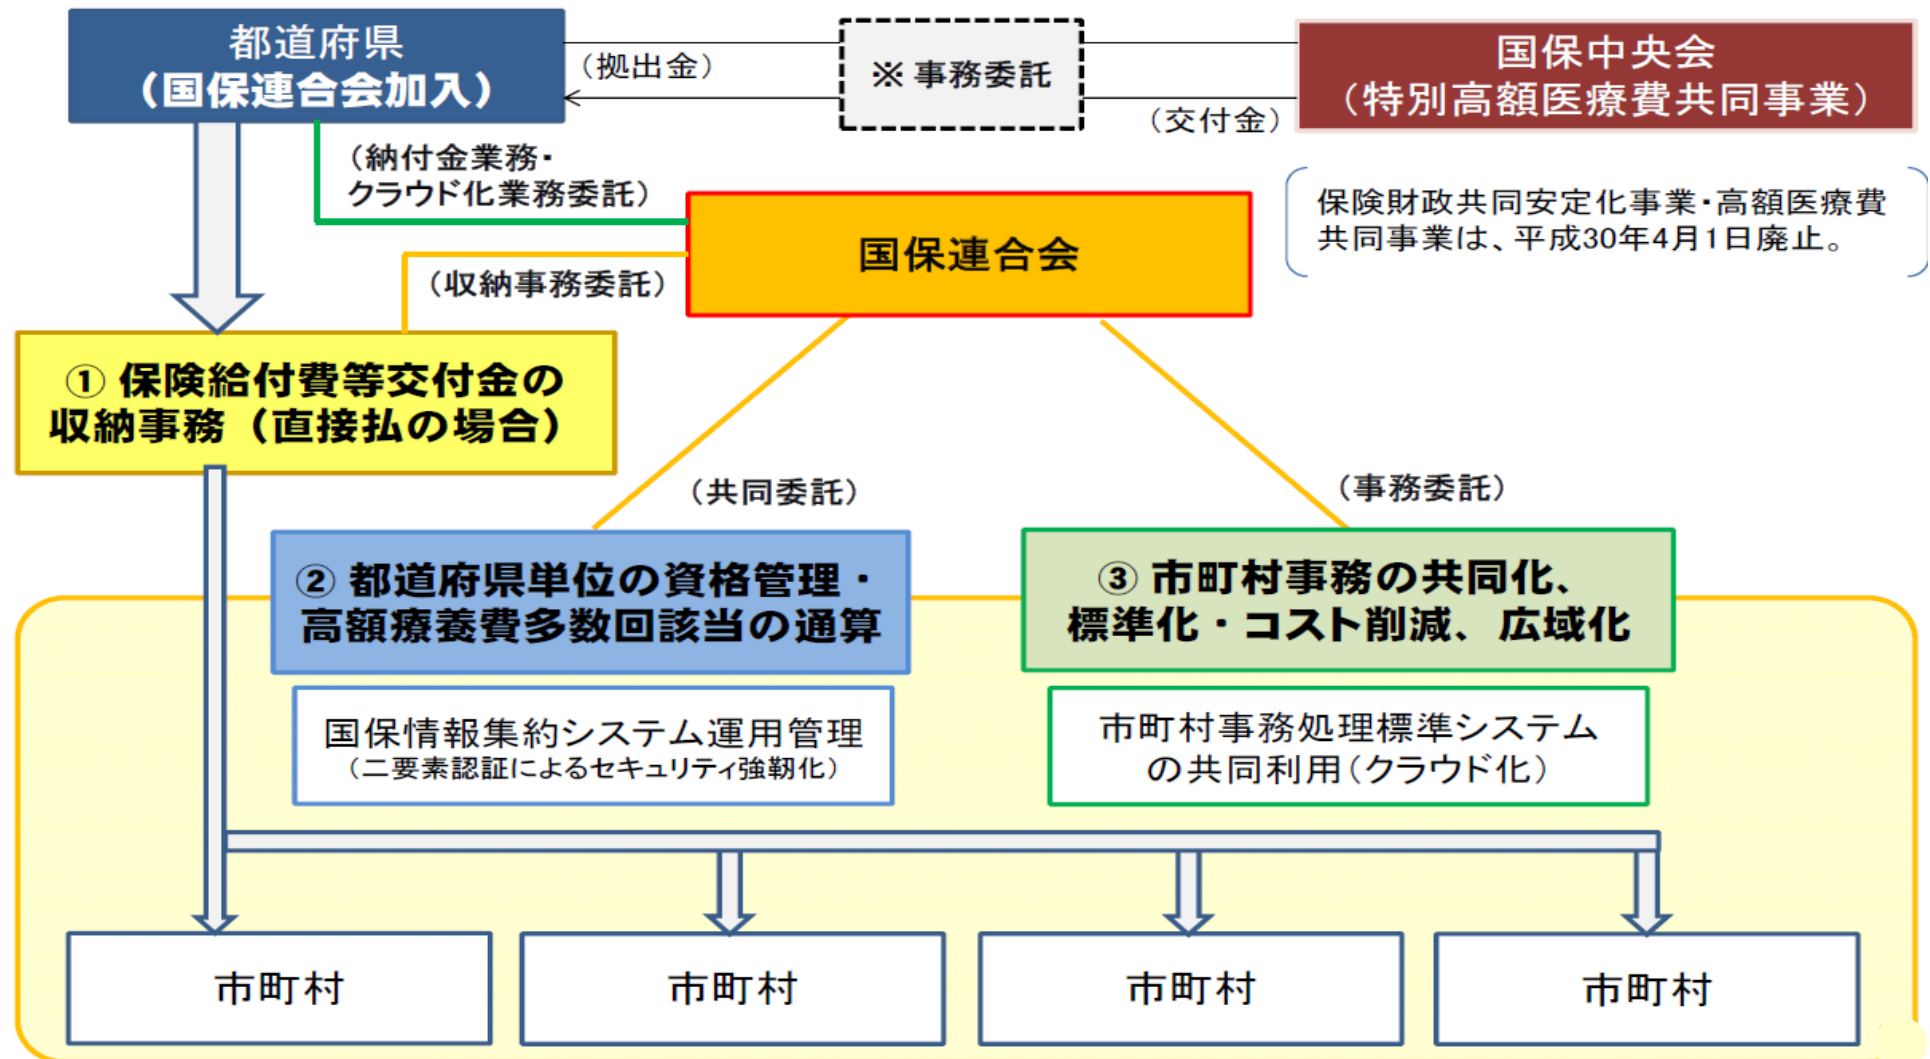 都道府県
（国保連合会加入）
（拠出金）
※ 事務委託
（交付金）
国保中央会
（特別高額医療費共同事業）
（納付金業務・
クラウド化業務委託）
国保連合会
保険財政共同安定化事業・高額医療費
共同事業は、平成30年4月1日廃止。
（収納事務委託）
① 保険給付費等交付金の
収納事務（直接払の場合）
（共同委託）
（事務委託）
② 都道府県単位の資格管理・
高額療養費多数回該当の通算
③ 市町村事務の共同化、
標準化・コスト削減、広域化
国保情報集約システム運用管理
（二要素認証によるセキュリティ強靭化）
市町村事務処理標準システム
の共同利用（クラウド化）
市町村
市町村
市町村
市町村